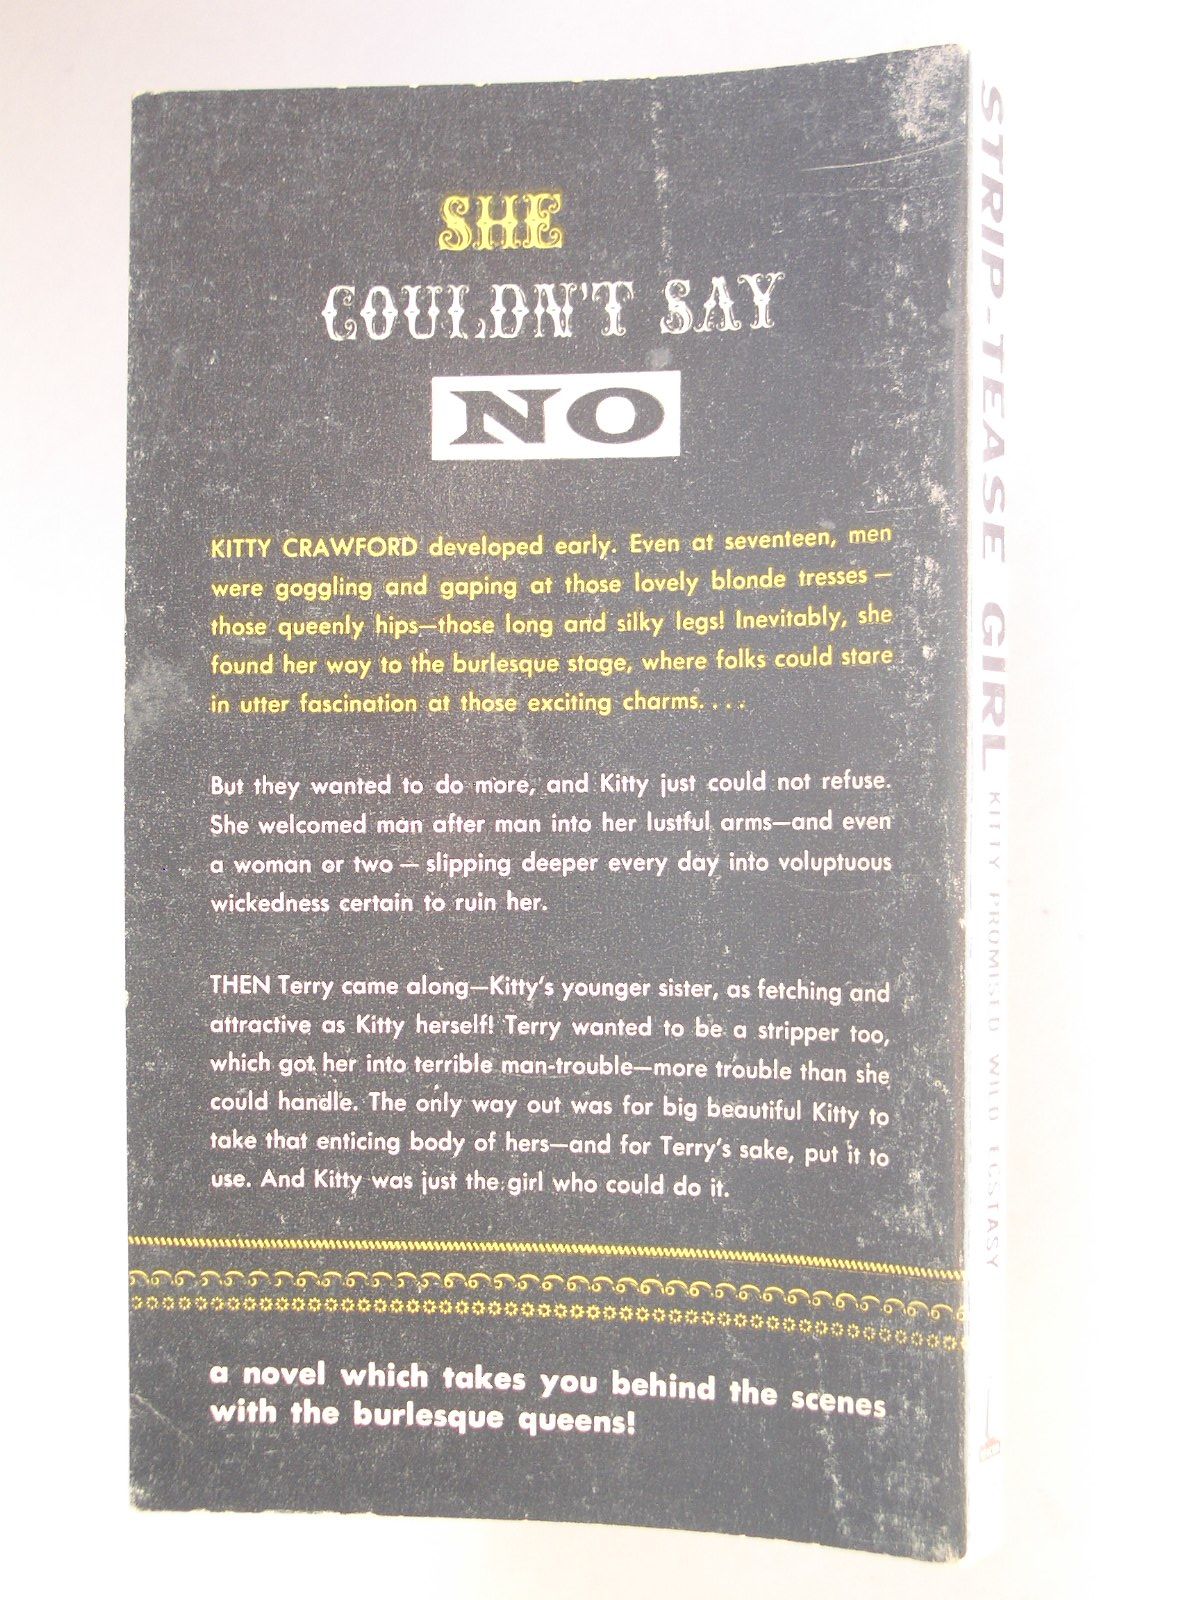 SHE
COULDN'T SAY
NO
KITTY CRAWFORD developed early. Even at seventeen, men
were goggling and gaping at those lovely blonde tresses—
those queenly hips—those long and silky legs! Inevitably, she
found her way to the burlesque stage, where folks could stare
in utter fascination at those exciting charms. . . .
But they wanted to do more, and Kitty just could not refuse.
She welcomed man after man into her lustful arms—and even
a woman or two — slipping deeper every day into voluptuous
wickedness certain to ruin her.
THEN Terry came along—Kitty's younger sister, as fetching and
attractive as Kitty herself! Terry wanted to be a stripper too,
which got her into terrible man-trouble—more trouble than she
could handle. The only way out was for big beautiful Kitty to
take that enticing body of hers—and for Terry's sake, put it to
use. And Kitty was just the girl who could do it.
a novel which takes you behind the scenes
with the burlesque queens!
STRIP-TEASE GIRL KITTY PROMISED WILD ECSTASY